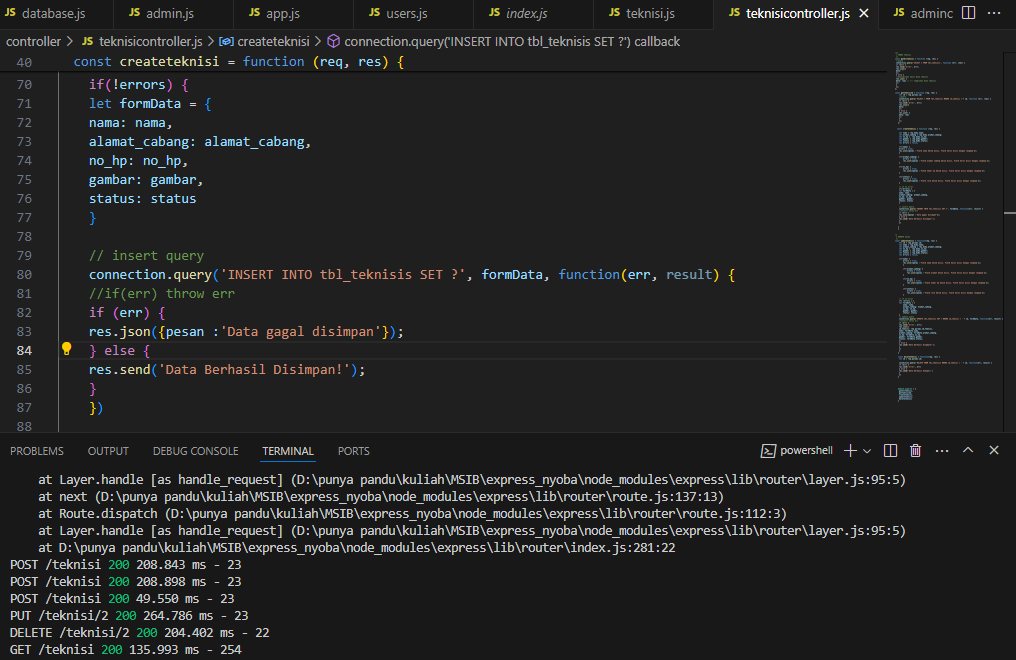 JS database.js JS admin.js JS app.js JS users.js JS index.js JS teknisi.js JS teknisicontroller.js JS adminc
controller > JS teknisicontroller.js > createteknisi > connection.query('INSERT INTO tbl_teknisis SET ?') callback
40 const createteknisi = function (req, res) {
70 if(!errors) {
71 let formData = {
72 nama: nama,
73 alamat_cabang: alamat_cabang,
74 no_hp: no_hp,
75 gambar: gambar,
76 status: status
77 }
78
79 // insert query
80 connection.query('INSERT INTO tbl_teknisis SET ?', formData, function(err, result) {
81 //if(err) throw err
82 if (err) {
83 res.json({pesan :'Data gagal disimpan'});
84 } else {
85 res.send('Data Berhasil Disimpan!');
86 }
87 })
88
PROBLEMS OUTPUT DEBUG CONSOLE TERMINAL PORTS powershell
at Layer.handle [as handle_request] (D:\punya pandu\kuliah\MSIB\express_nyoba\node_modules\express\lib\router\layer.js:95:5)
at next (D:\punya pandu\kuliah\MSIB\express_nyoba\node_modules\express\lib\router\route.js:137:13)
at Route.dispatch (D:\punya pandu\kuliah\MSIB\express_nyoba\node_modules\express\lib\router\route.js:112:3)
at Layer.handle [as handle_request] (D:\punya pandu\kuliah\MSIB\express_nyoba\node_modules\express\lib\router\layer.js:95:5)
at D:\punya pandu\kuliah\MSIB\express_nyoba\node_modules\express\lib\router\index.js:281:22
POST /teknisi 200 208.843 ms - 23
POST /teknisi 200 208.898 ms - 23
POST /teknisi 200 49.550 ms - 23
PUT /teknisi/2 200 264.786 ms - 23
DELETE /teknisi/2 200 204.402 ms - 22
GET /teknisi 200 135.993 ms - 254